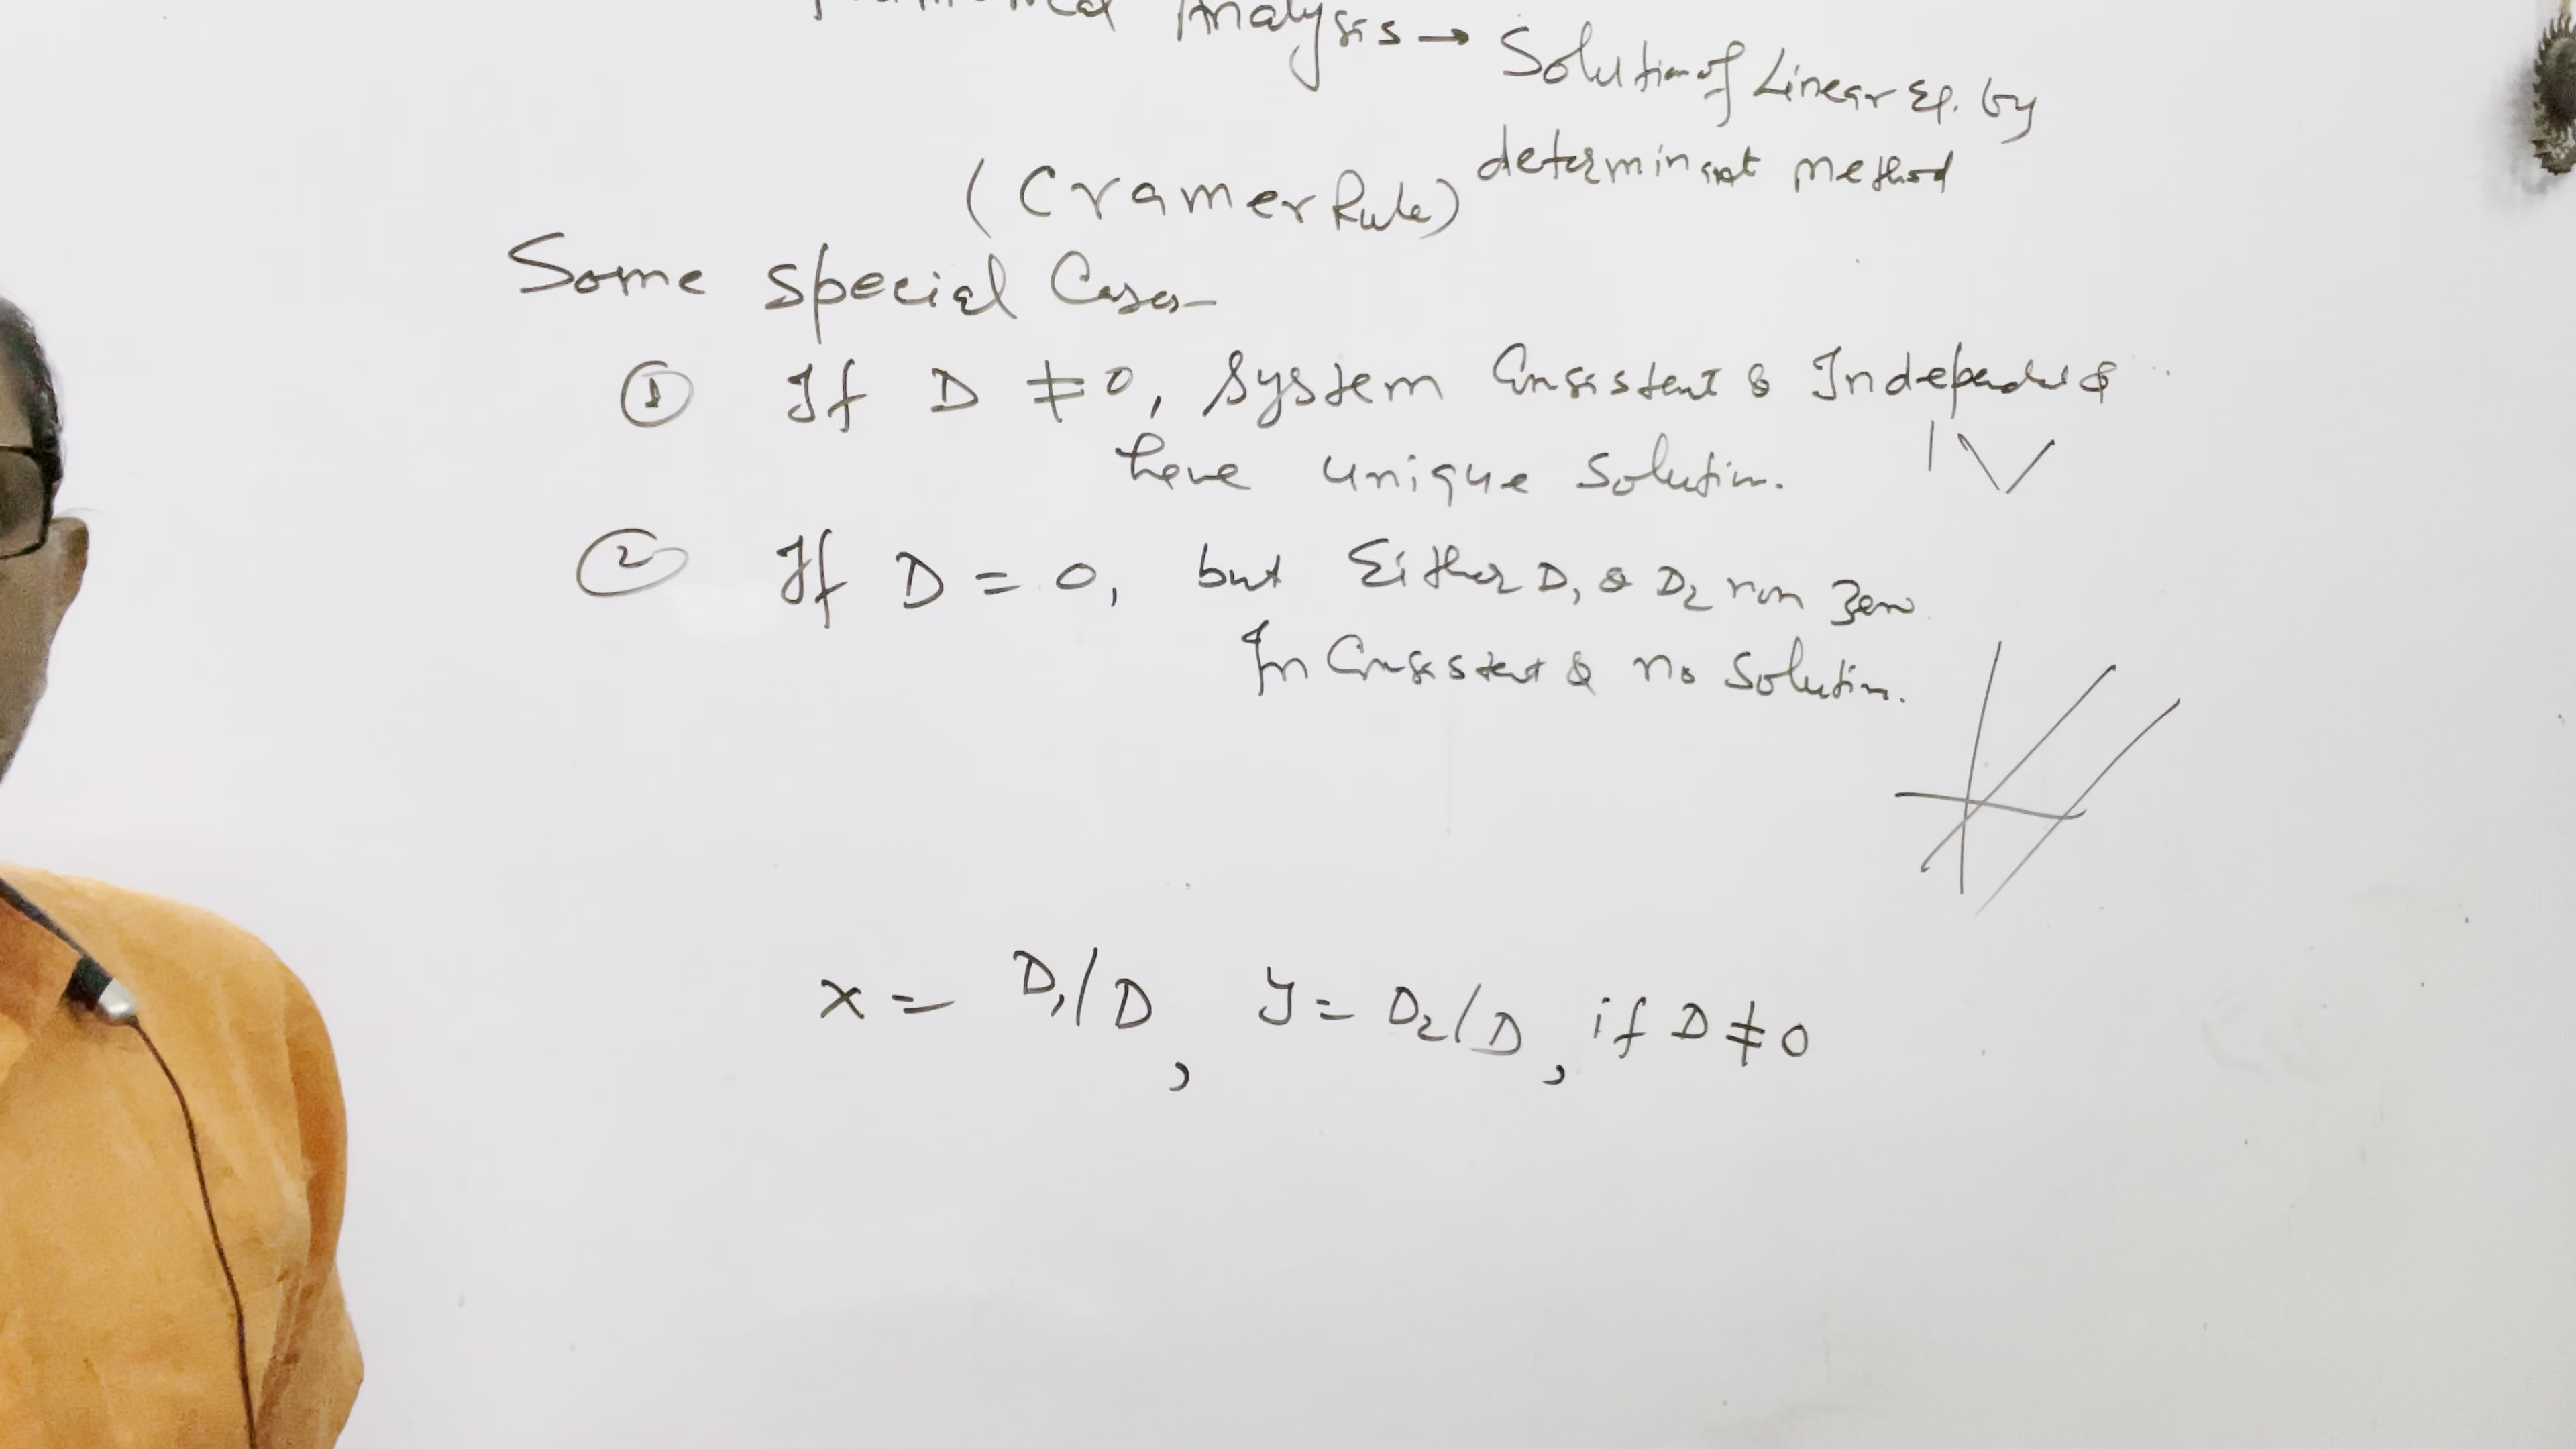 Analysis → Solution of Linear Eq. by
determinant method
(Cramer Rule)
Some special Cases-
① If D ≠ 0, System Consistent & Independent &
have unique Solution.
② If D = 0, but Either D₁ & D₂ non zero
In Consistent & no Solution.
x = D₁/D, y = D₂/D, if D ≠ 0